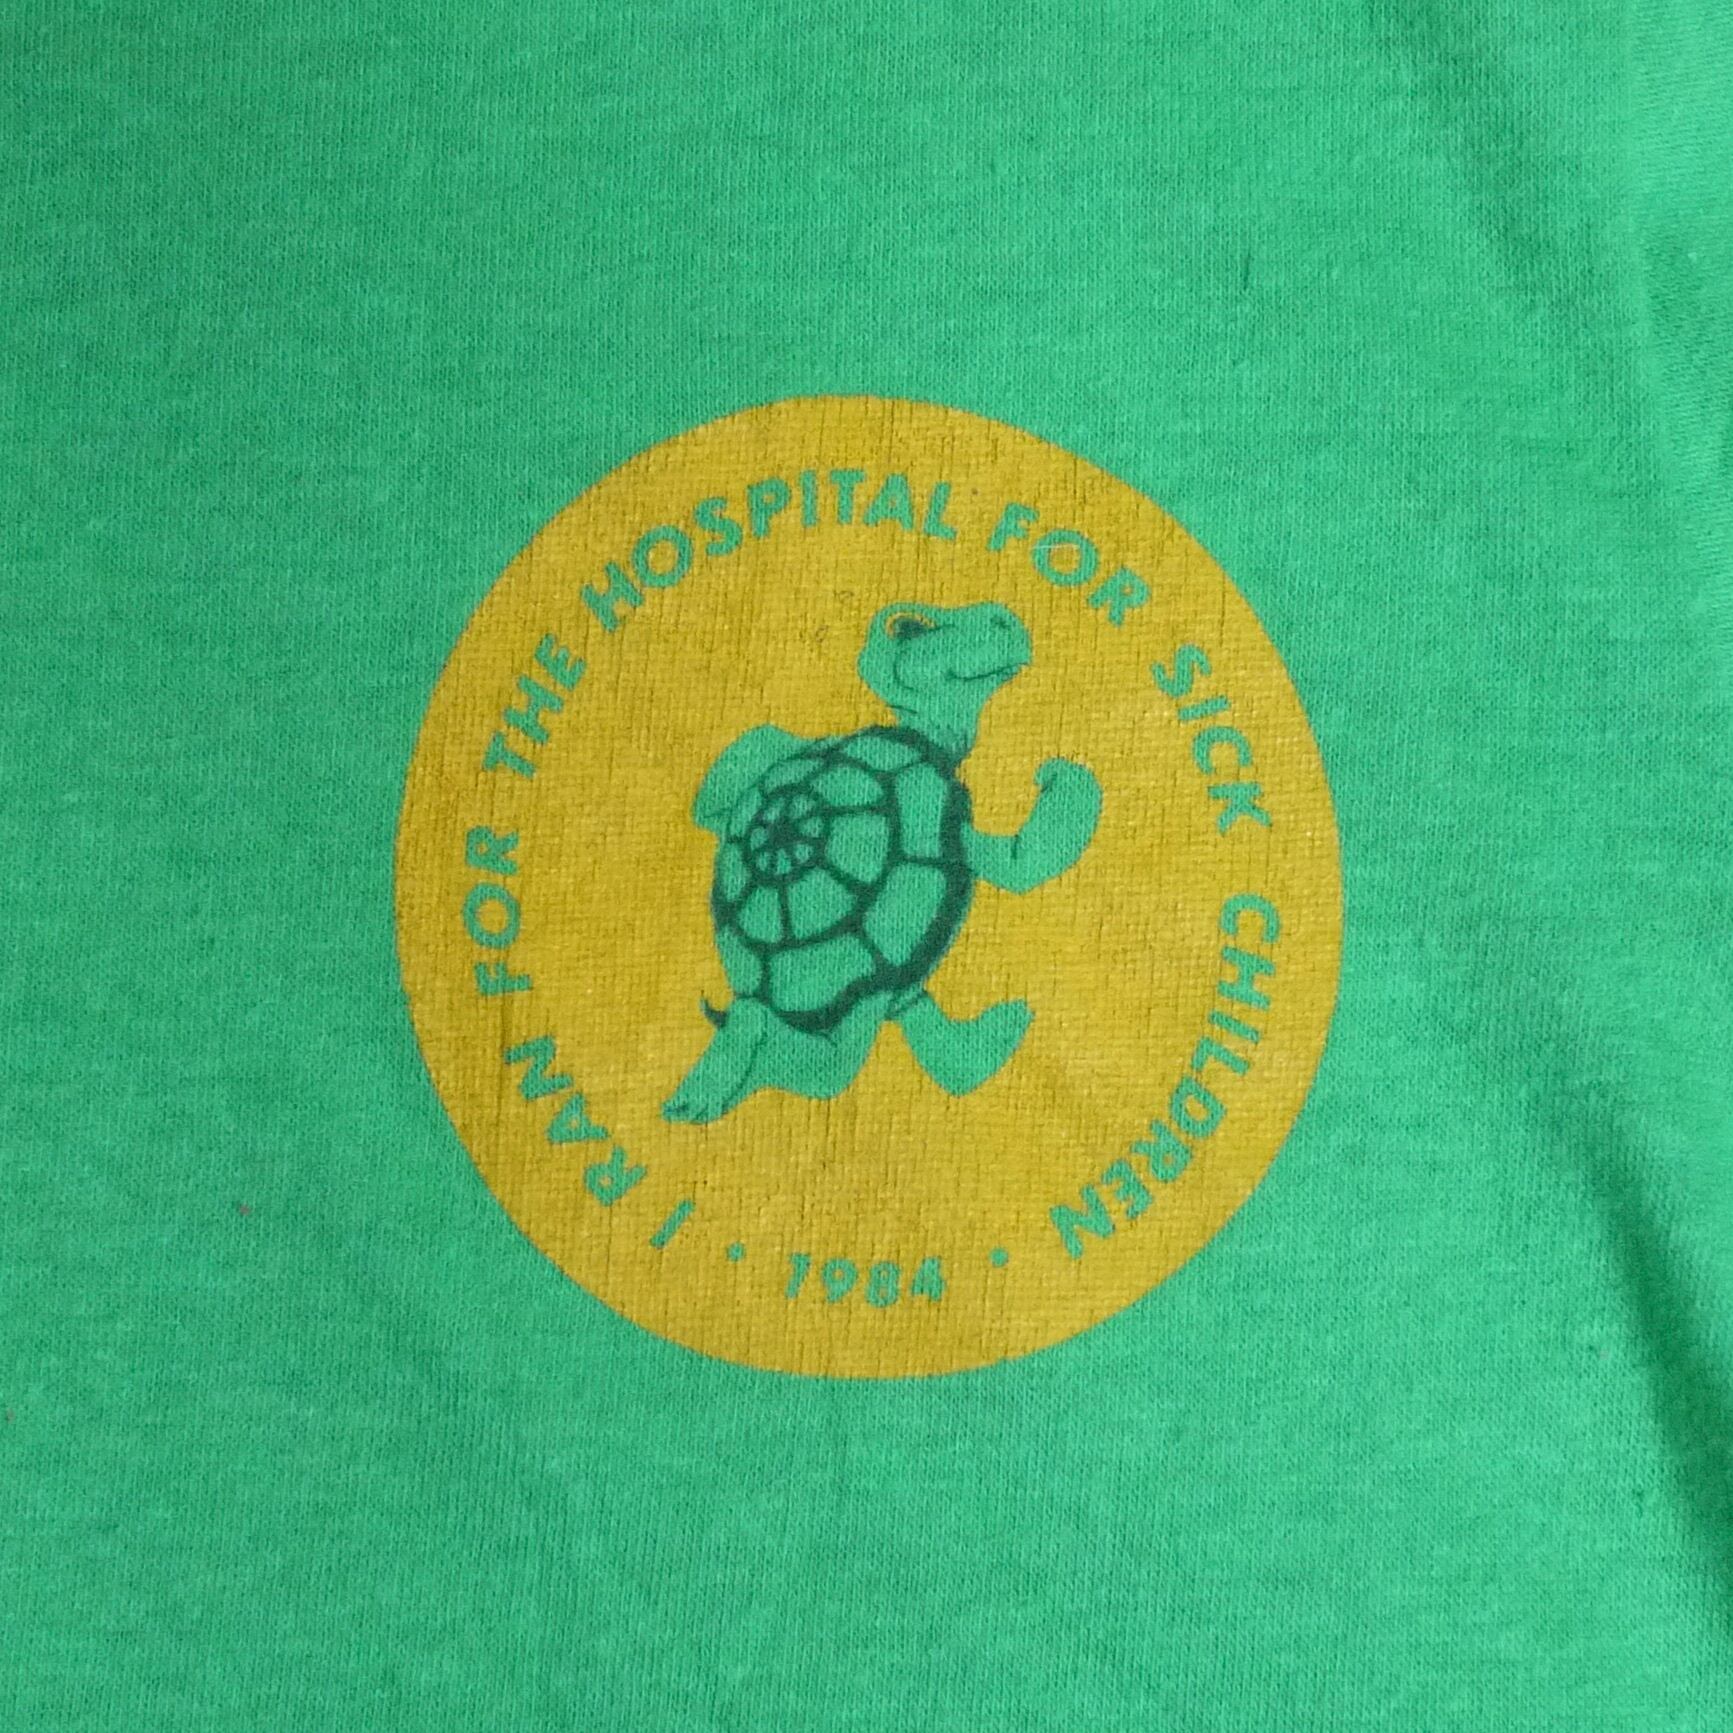 I RAN FOR THE HOSPITAL FOR SICK CHILDREN
• 1984 •